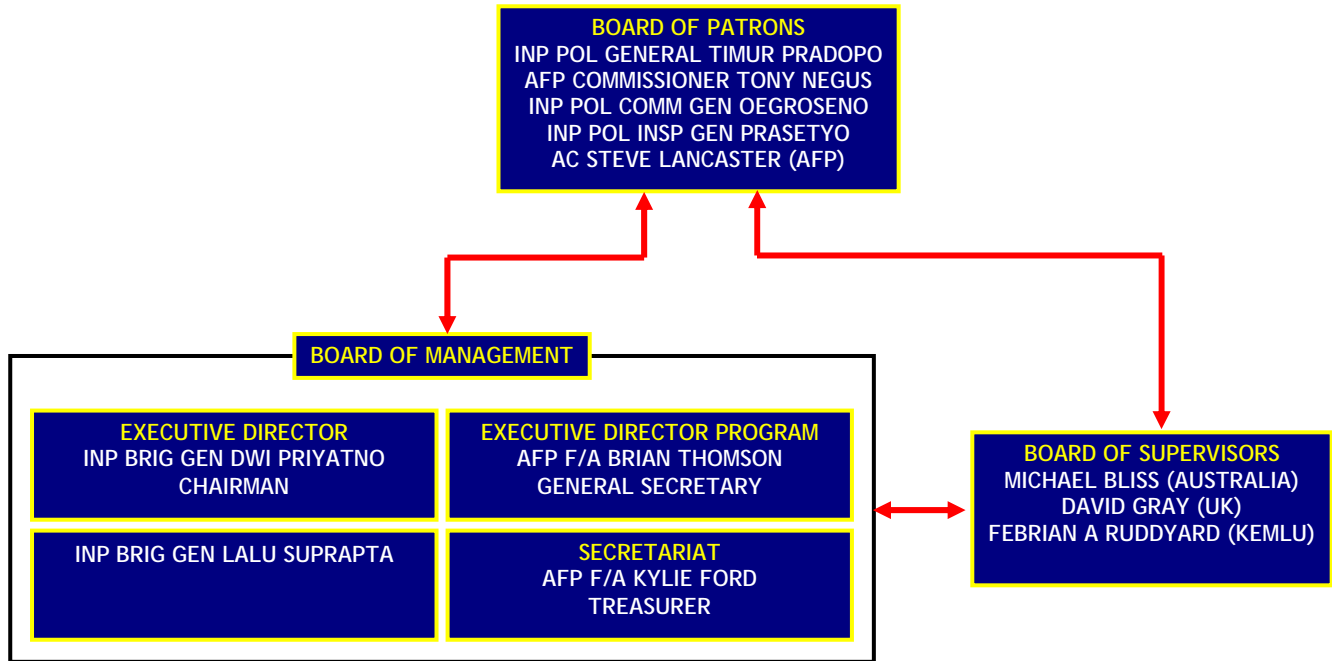 BOARD OF PATRONS
INP POL GENERAL TIMUR PRADOPO
AFP COMMISSIONER TONY NEGUS
INP POL COMM GEN OEGROSENO
INP POL INSP GEN PRASETYO
AC STEVE LANCASTER (AFP)
BOARD OF MANAGEMENT
EXECUTIVE DIRECTOR
INP BRIG GEN DWI PRIYATNO
CHAIRMAN
EXECUTIVE DIRECTOR PROGRAM
AFP F/A BRIAN THOMSON
GENERAL SECRETARY
INP BRIG GEN LALU SUPRAPTA
SECRETARIAT
AFP F/A KYLIE FORD
TREASURER
BOARD OF SUPERVISORS
MICHAEL BLISS (AUSTRALIA)
DAVID GRAY (UK)
FEBRIAN A RUDDYARD (KEMLU)